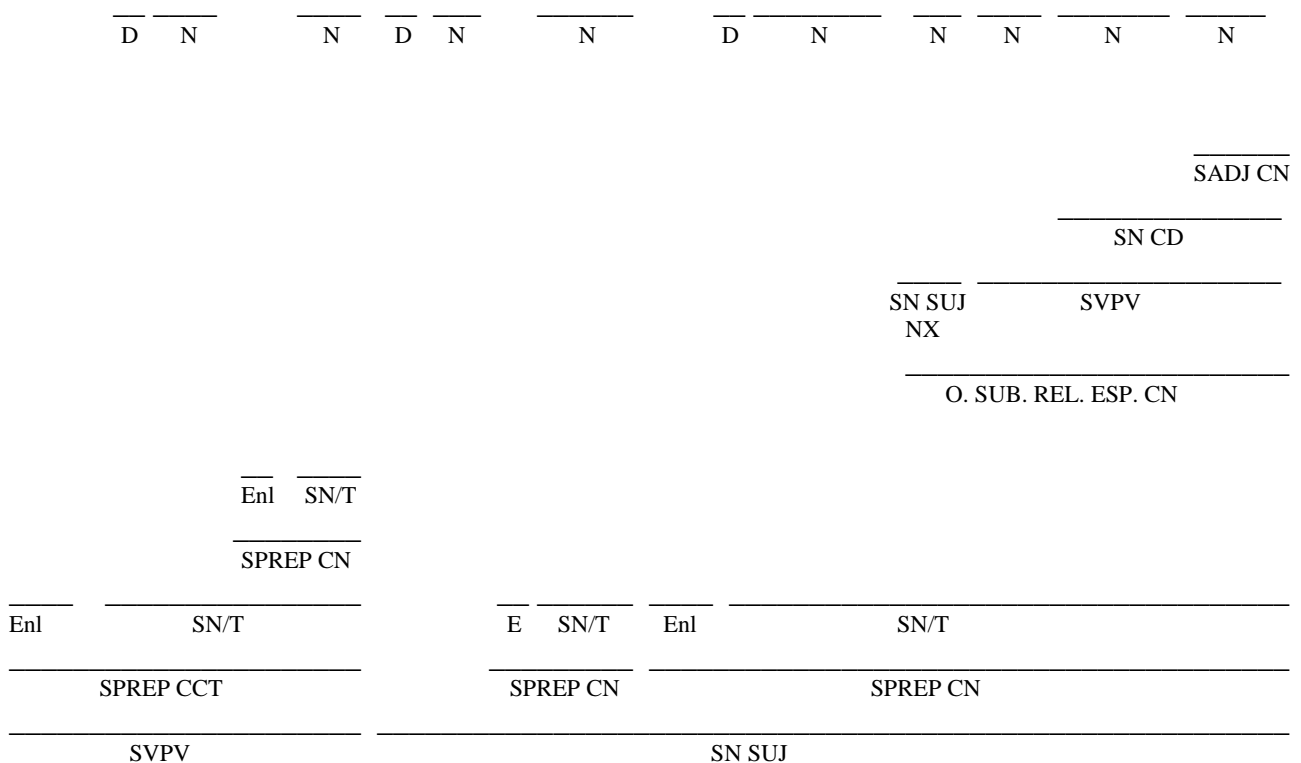 D N N D N N D N N N N N
SADJ CN
SN CD
SN SUJ SVPV
NX
O. SUB. REL. ESP. CN
Enl SN/T
SPREP CN
Enl SN/T E SN/T Enl SN/T
SPREP CCT SPREP CN SPREP CN
SVPV SN SUJ